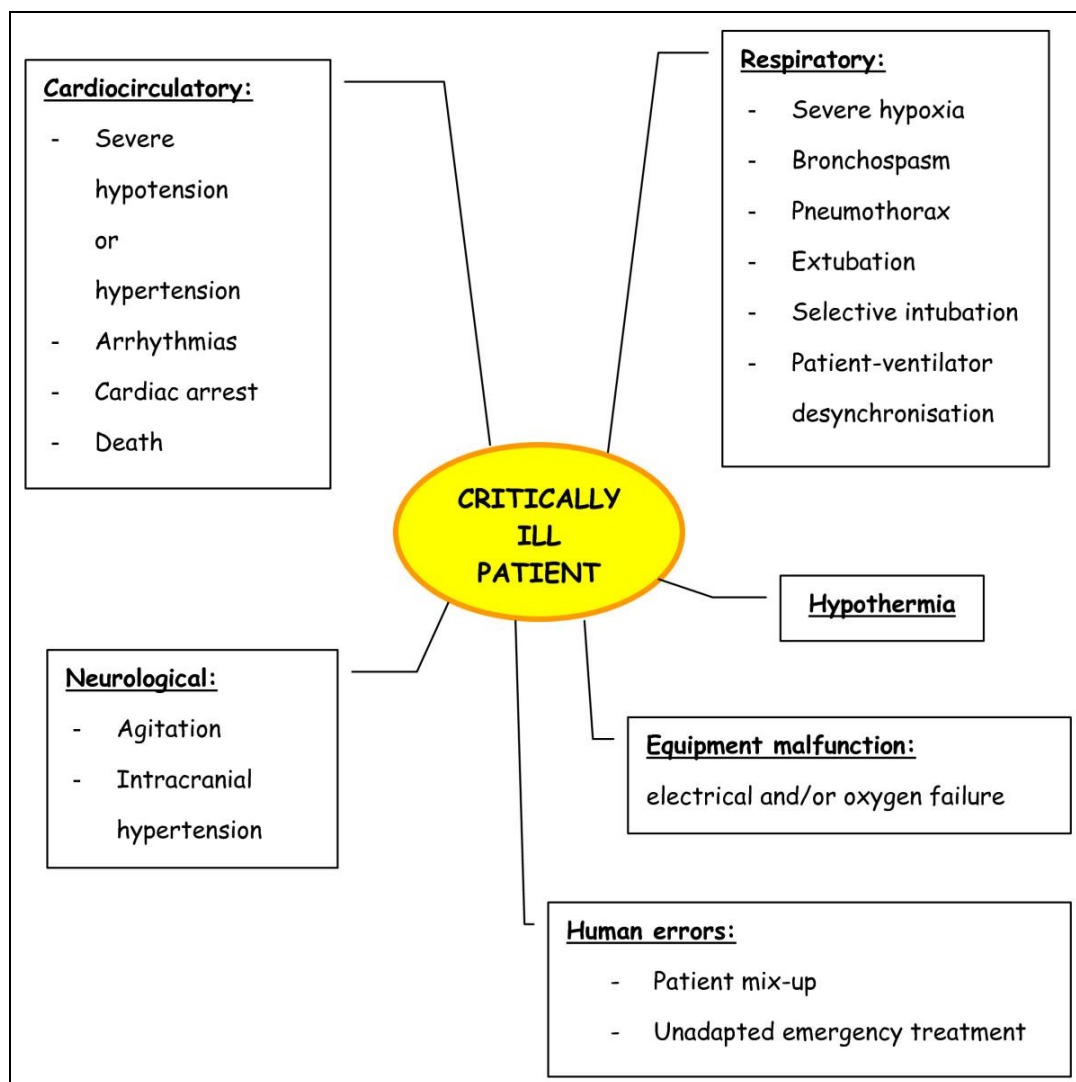 Cardiocirculatory:
- Severe
hypotension
or
hypertension
- Arrhythmias
- Cardiac arrest
- Death
Respiratory:
- Severe hypoxia
- Bronchospasm
- Pneumothorax
- Extubation
- Selective intubation
- Patient-ventilator
desynchronisation
CRITICALLY
ILL
PATIENT
Hypothermia
Neurological:
- Agitation
- Intracranial
hypertension
Equipment malfunction:
electrical and/or oxygen failure
Human errors:
- Patient mix-up
- Unadapted emergency treatment